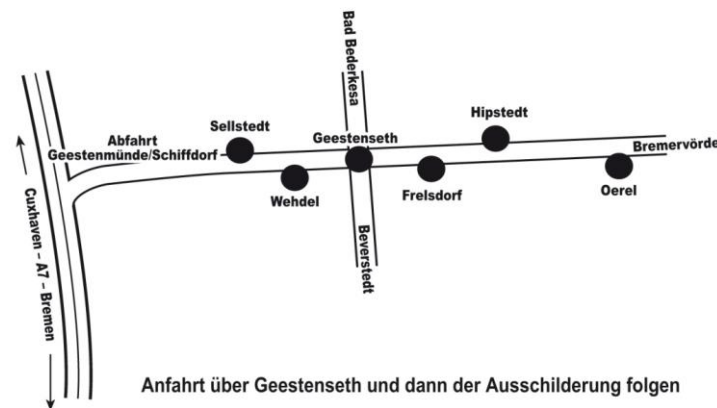 Bad Bederkesa
Hipstedt
Sellstedt
Geestenseth
Abfahrt
Geestenmünde/Schiffdorf
Bremervörde
Wehdel
Frelsdorf
Oerel
Beverstedt
Cuxhaven – A7 – Bremen
Anfahrt über Geestenseth und dann der Ausschilderung folgen